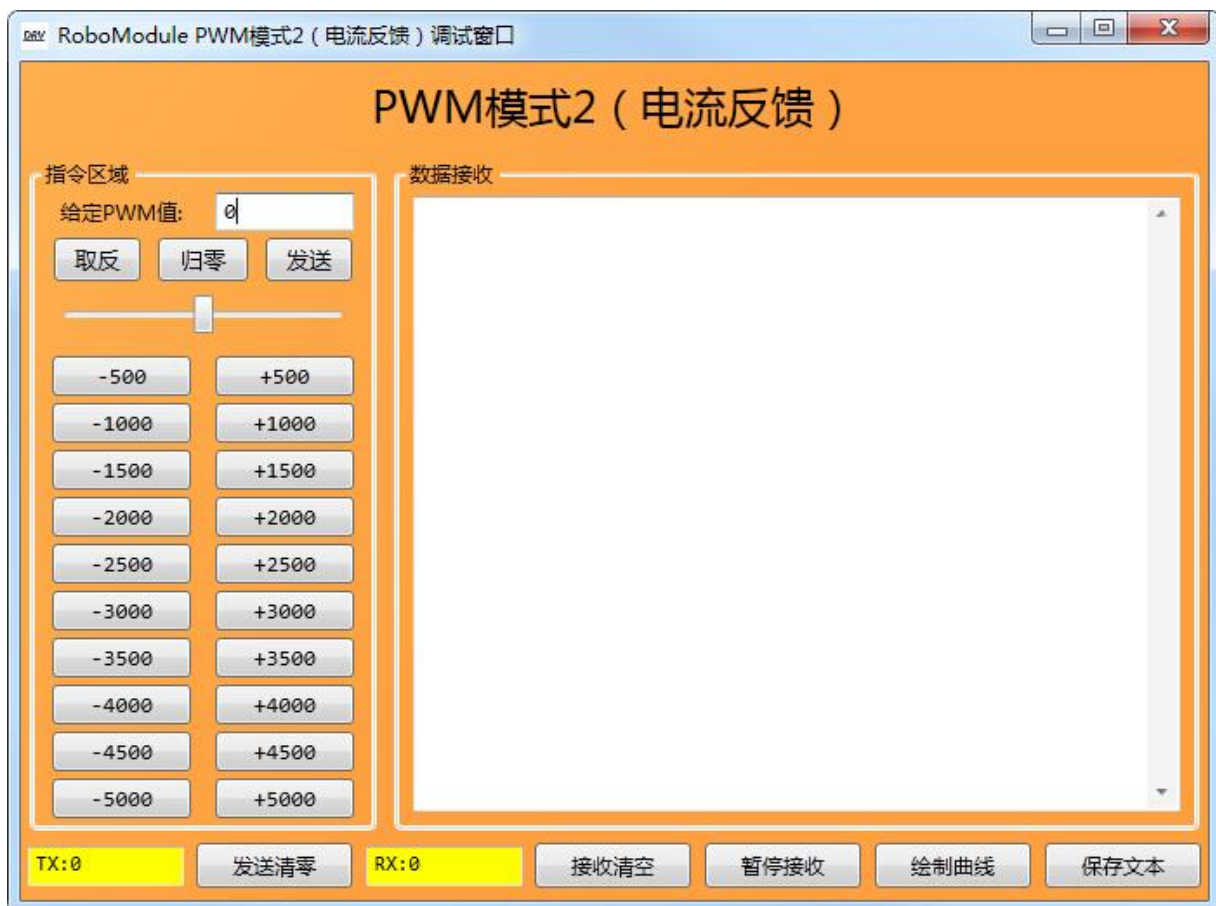 DRV RoboModule PWM模式2（电流反馈）调试窗口
PWM模式2（电流反馈）
指令区域
给定PWM值: 0
取反 归零 发送
-500 +500
-1000 +1000
-1500 +1500
-2000 +2000
-2500 +2500
-3000 +3000
-3500 +3500
-4000 +4000
-4500 +4500
-5000 +5000
数据接收
TX:0 发送清零 RX:0 接收清空 暂停接收 绘制曲线 保存文本